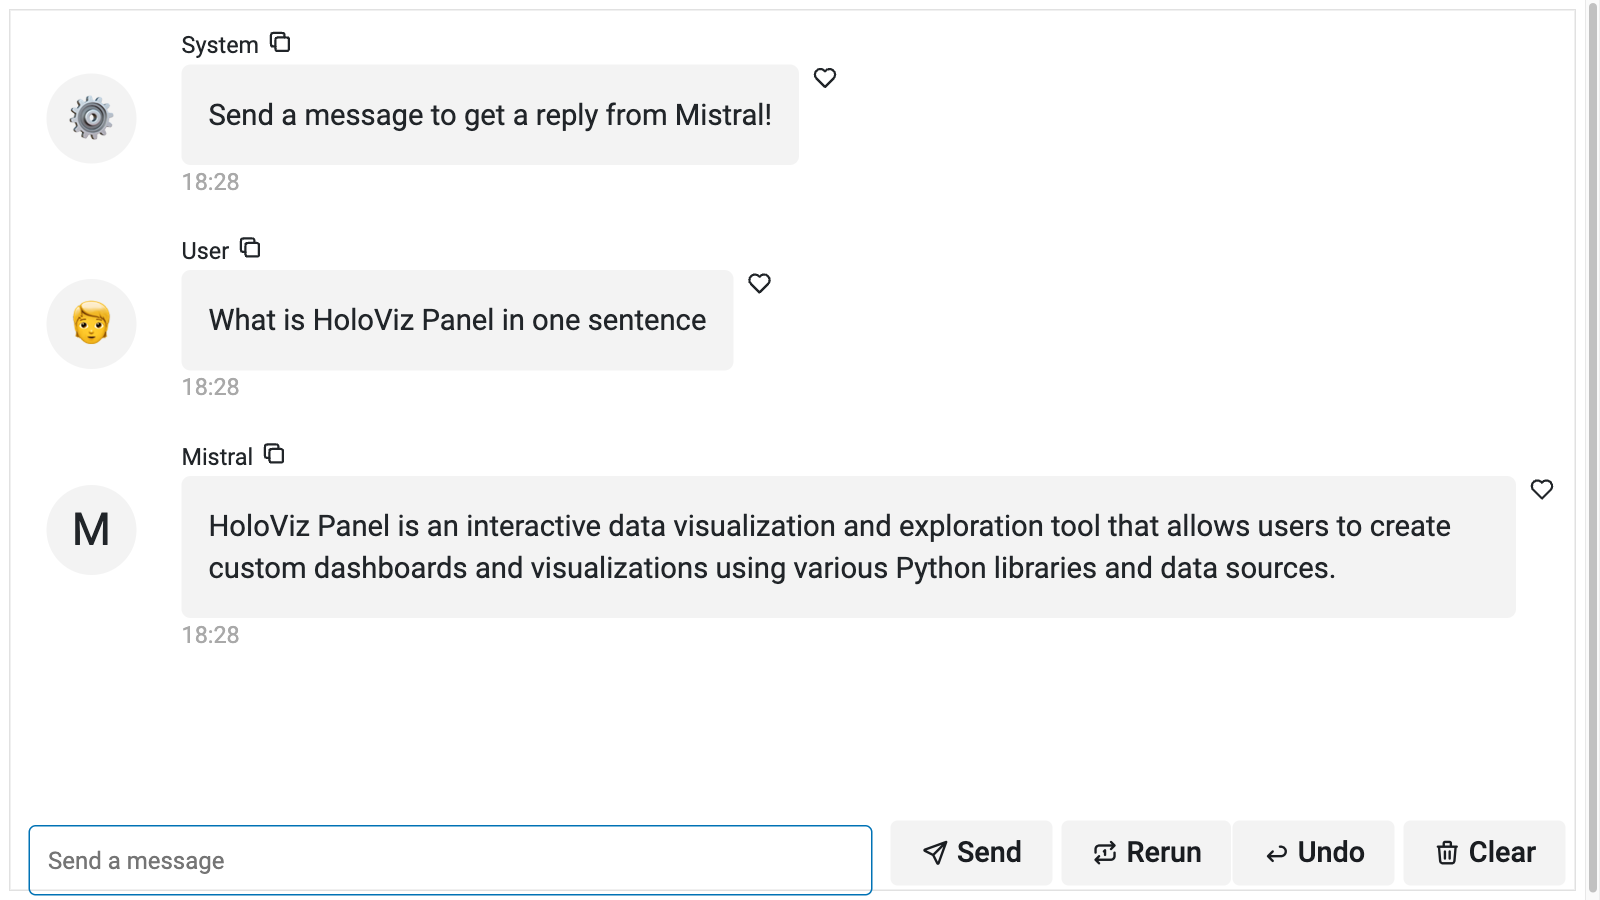 System
Send a message to get a reply from Mistral!
18:28
User
What is HoloViz Panel in one sentence
18:28
Mistral
M
HoloViz Panel is an interactive data visualization and exploration tool that allows users to create
custom dashboards and visualizations using various Python libraries and data sources.
18:28
Send a message
Send
Rerun
Undo
Clear